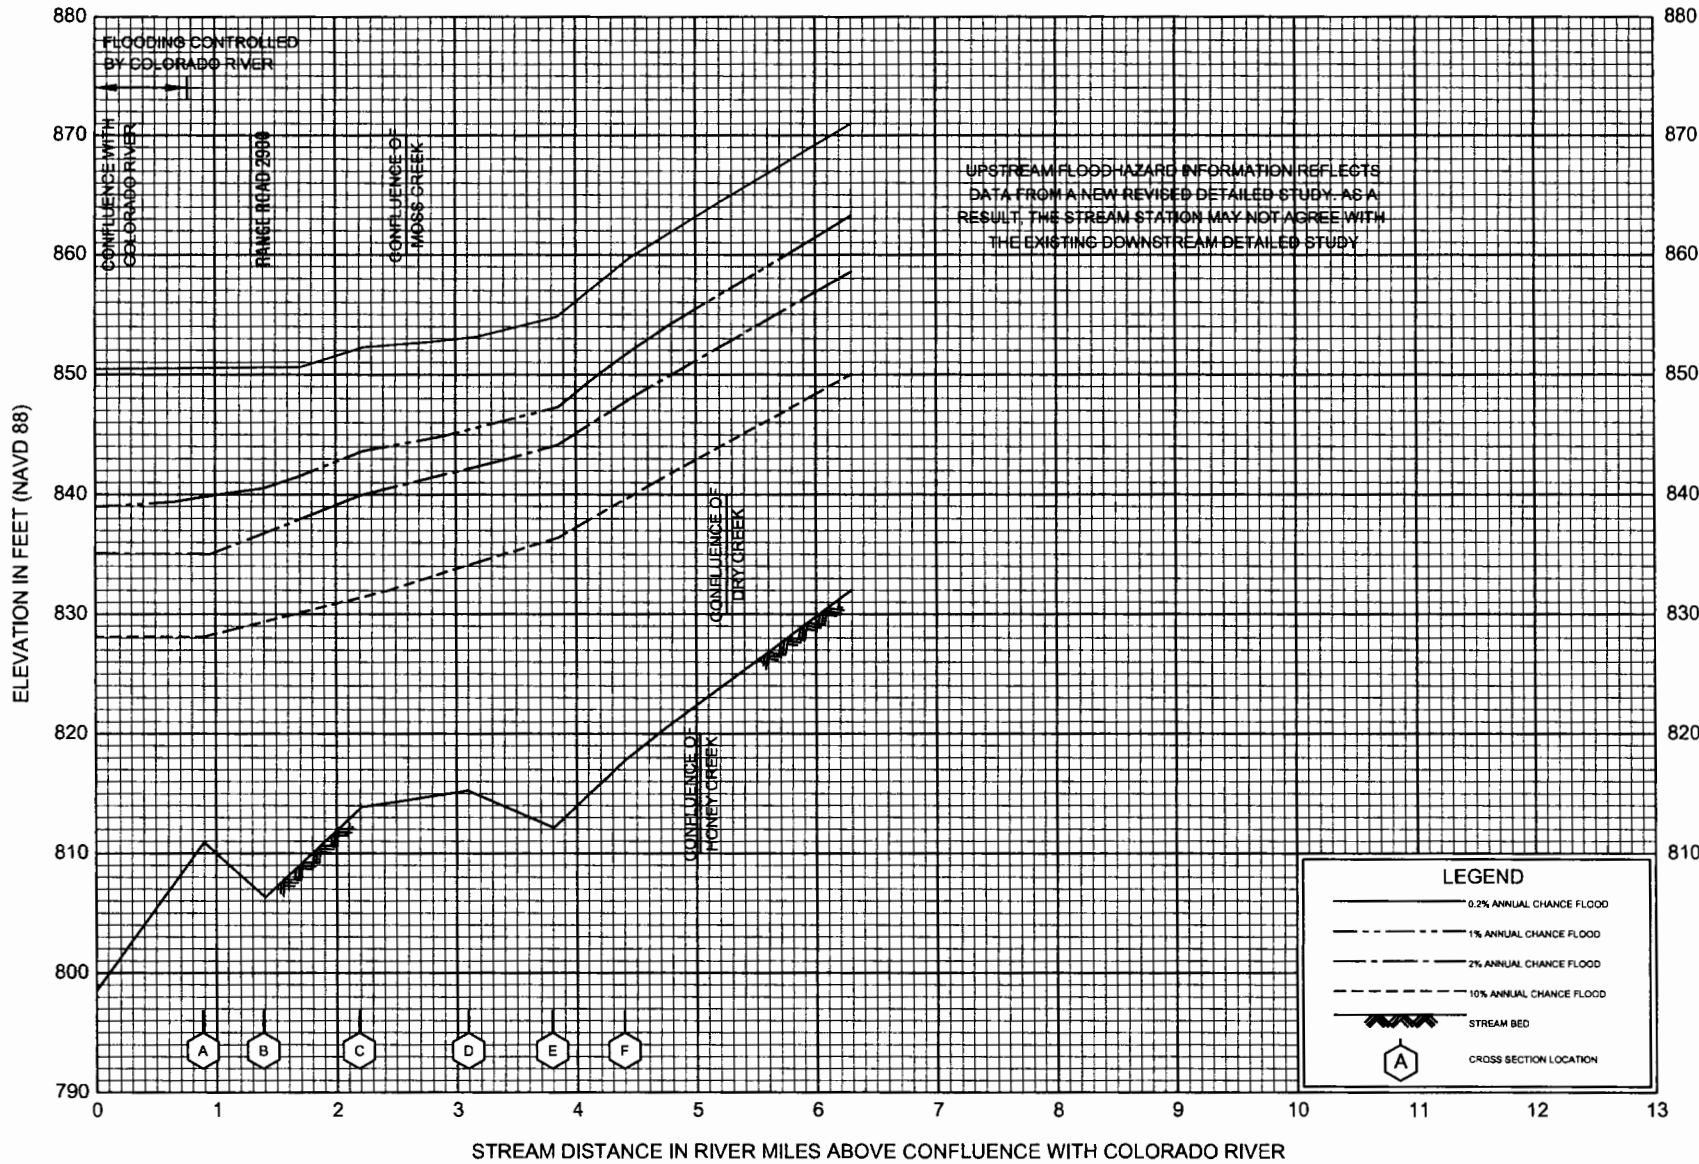 880
880
FLOODING CONTROLLED
BY COLORADO RIVER
870
870
CONFLUENCE WITH
COLORADO RIVER
RANGE ROAD 2900
CONFLUENCE OF
MOSS CREEK
UPSTREAM FLOODHAZARD INFORMATION REFLECTS
DATA FROM A NEW REVISED DETAILED STUDY. AS A
RESULT, THE STREAM STATION MAY NOT AGREE WITH
THE EXISTING DOWNSTREAM DETAILED STUDY
860
860
850
850
840
840
CONFLUENCE OF
DRY CREEK
830
830
820
820
CONFLUENCE OF
HONEY CREEK
810
810
800
790
ELEVATION IN FEET (NAVD 88)
A B C D E F
LEGEND
0.2% ANNUAL CHANCE FLOOD
1% ANNUAL CHANCE FLOOD
2% ANNUAL CHANCE FLOOD
10% ANNUAL CHANCE FLOOD
STREAM BED
A CROSS SECTION LOCATION
0 1 2 3 4 5 6 7 8 9 10 11 12 13
STREAM DISTANCE IN RIVER MILES ABOVE CONFLUENCE WITH COLORADO RIVER